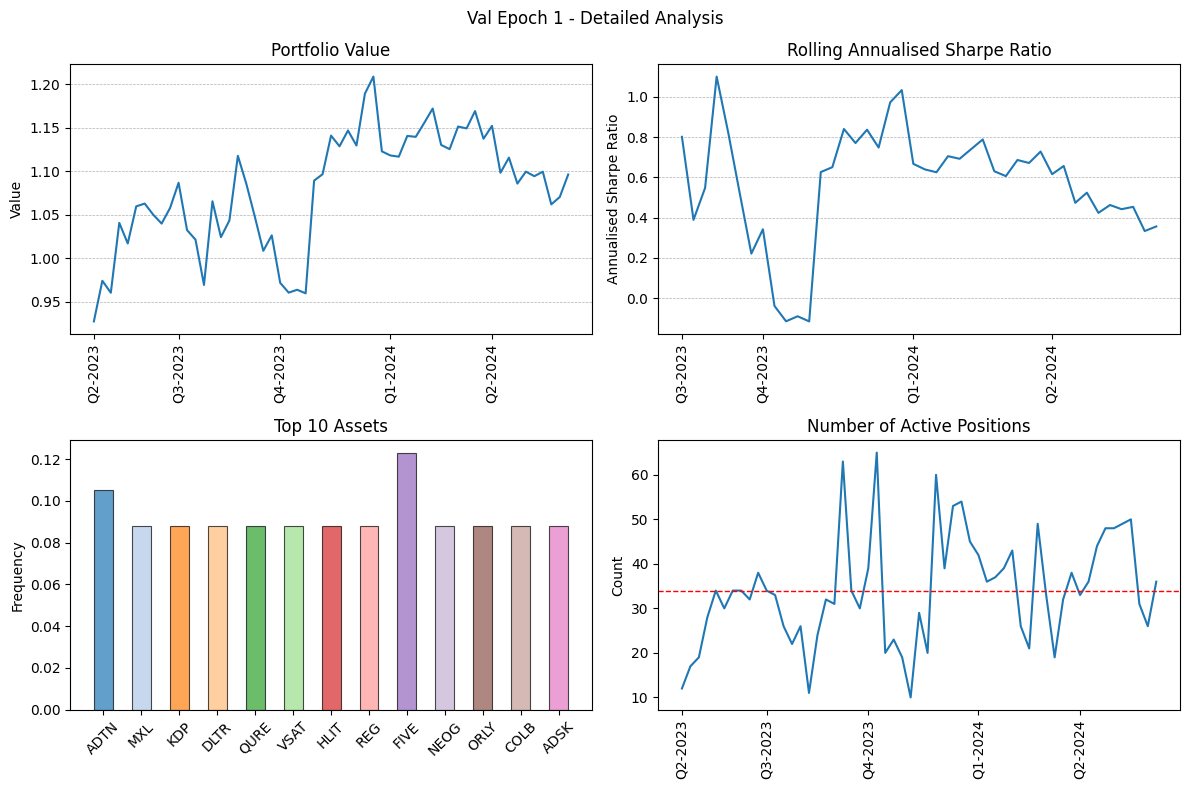 Val Epoch 1 - Detailed Analysis
Portfolio Value
Value
1.20
1.15
1.10
1.05
1.00
0.95
Q2-2023
Q3-2023
Q4-2023
Q1-2024
Q2-2024
Rolling Annualised Sharpe Ratio
Annualised Sharpe Ratio
1.0
0.8
0.6
0.4
0.2
0.0
Q3-2023
Q4-2023
Q1-2024
Q2-2024
Top 10 Assets
Frequency
0.12
0.10
0.08
0.06
0.04
0.02
0.00
ADTN
MXL
KDP
DLTR
QURE
VSAT
HLIT
REG
FIVE
NEOG
ORLY
COLB
ADSK
Number of Active Positions
Count
60
50
40
30
20
10
Q2-2023
Q3-2023
Q4-2023
Q1-2024
Q2-2024